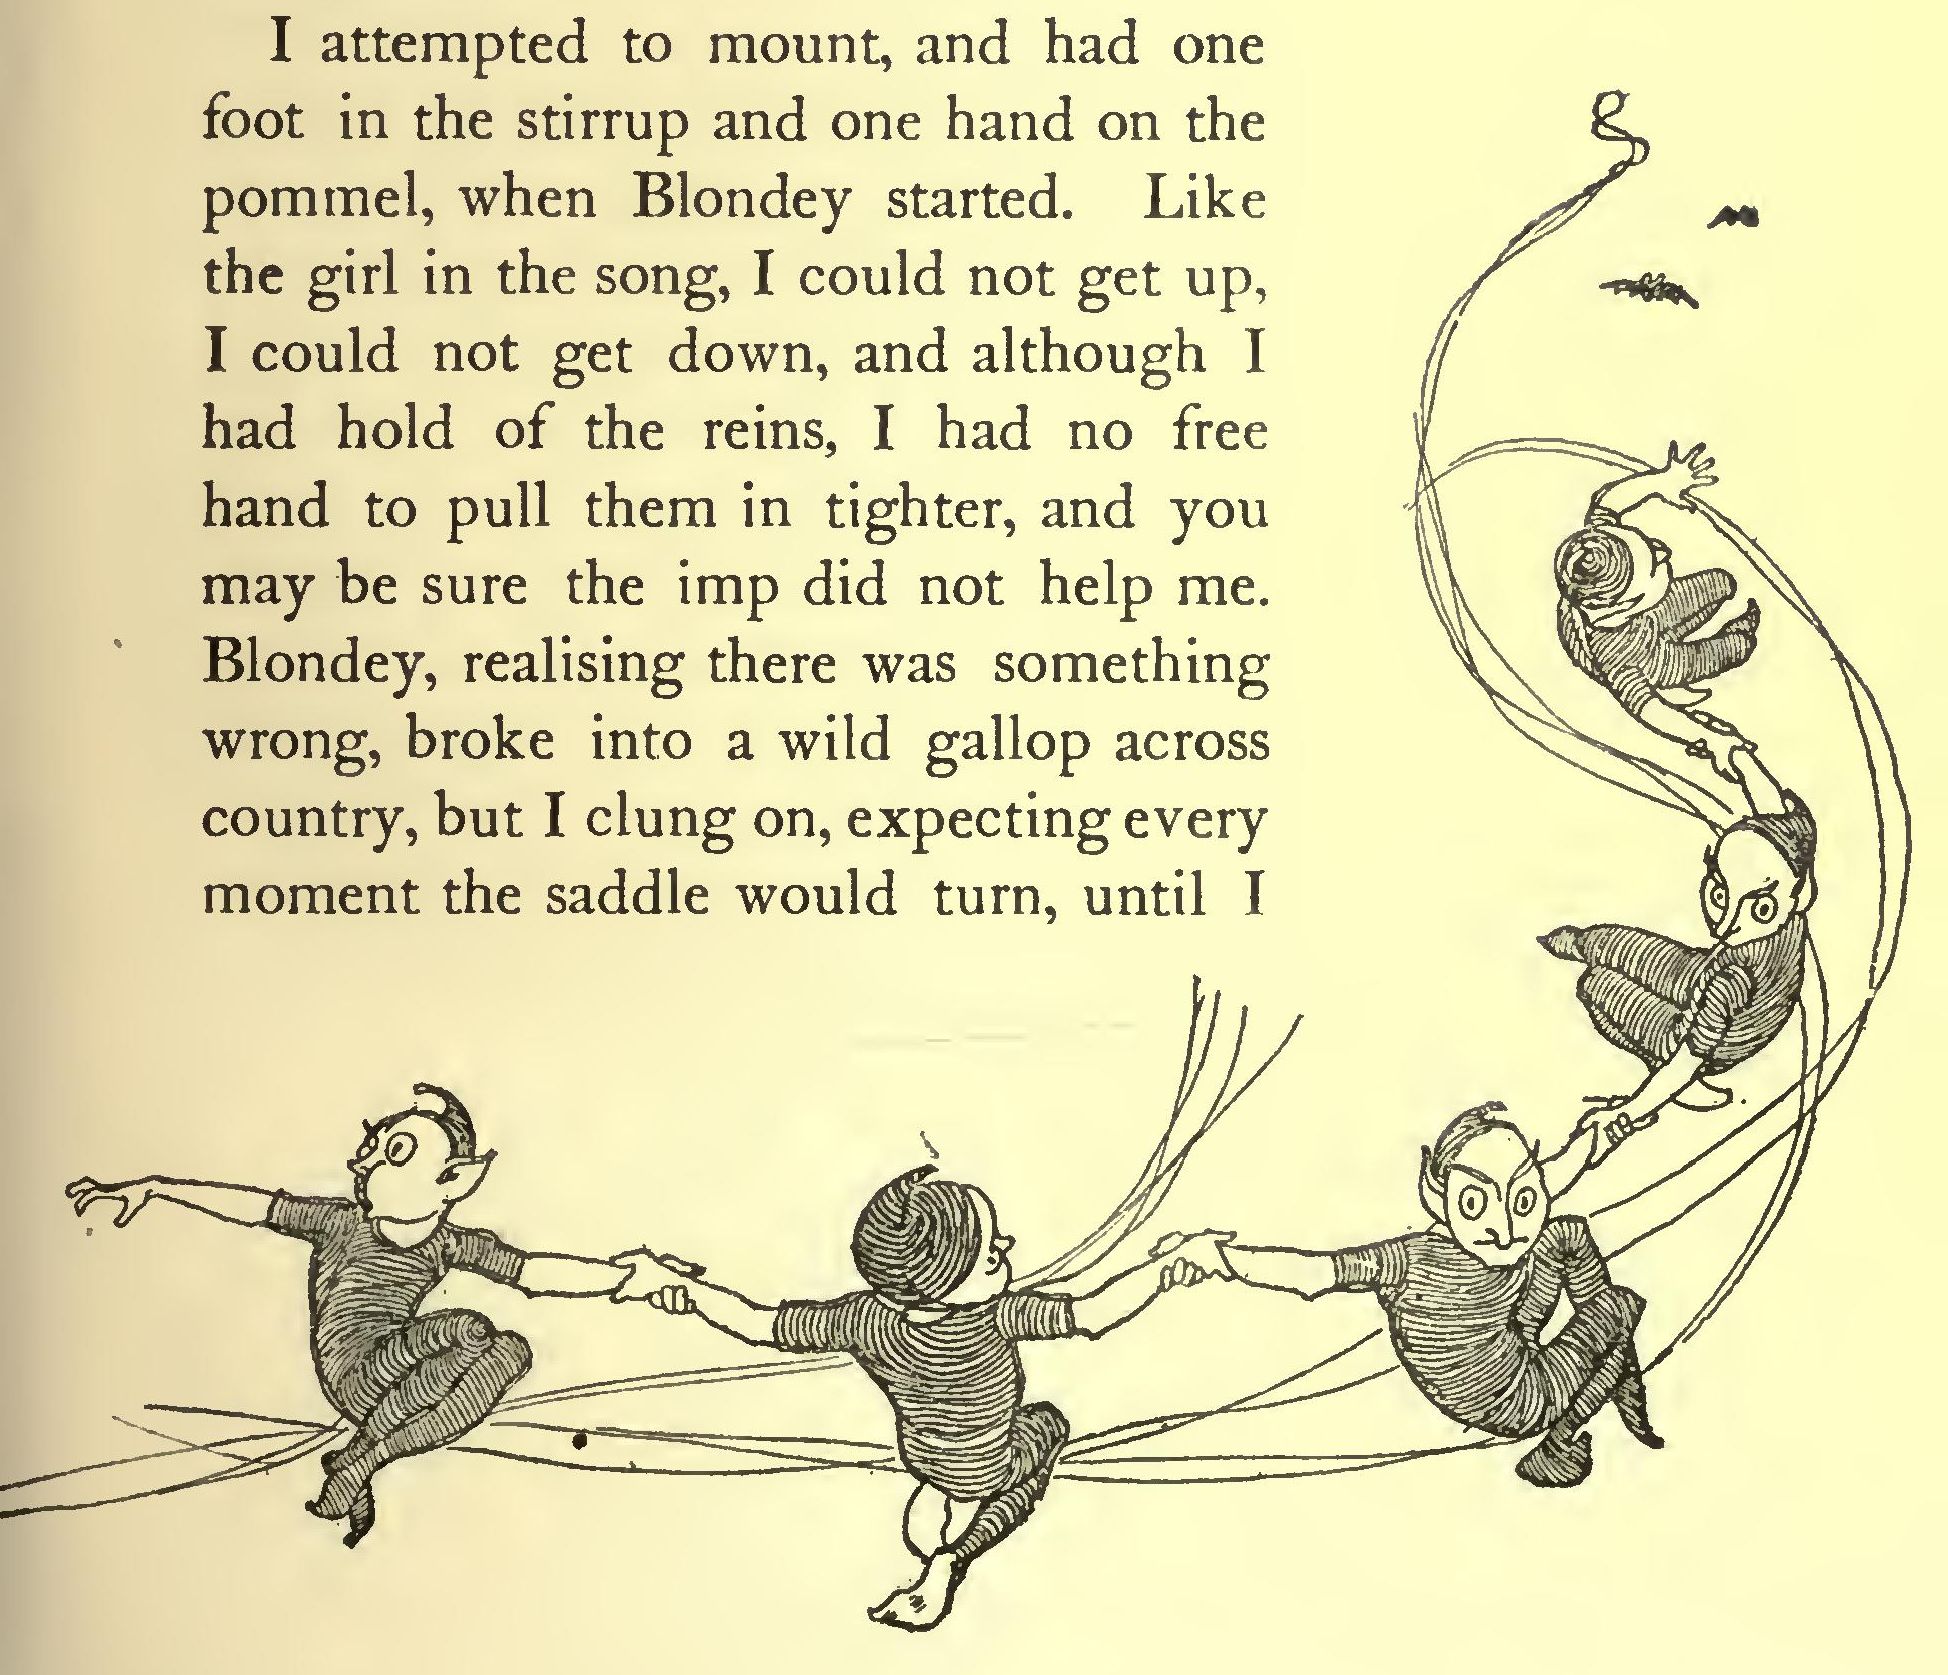 I attempted to mount, and had one
foot in the stirrup and one hand on the
pommel, when Blondey started. Like
the girl in the song, I could not get up,
I could not get down, and although I
had hold of the reins, I had no free
hand to pull them in tighter, and you
may be sure the imp did not help me.
Blondey, realising there was something
wrong, broke into a wild gallop across
country, but I clung on, expecting every
moment the saddle would turn, until I